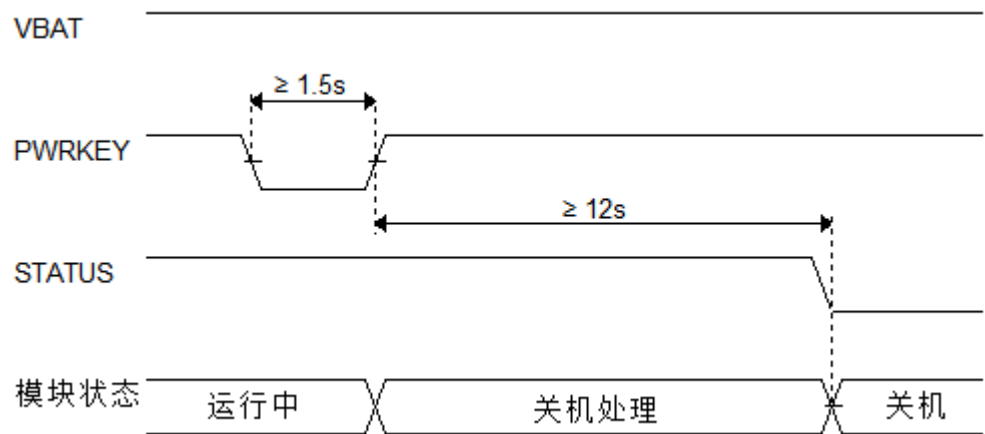 VBAT
≥ 1.5s
PWRKEY
≥ 12s
STATUS
模块状态
运行中
关机处理
关机